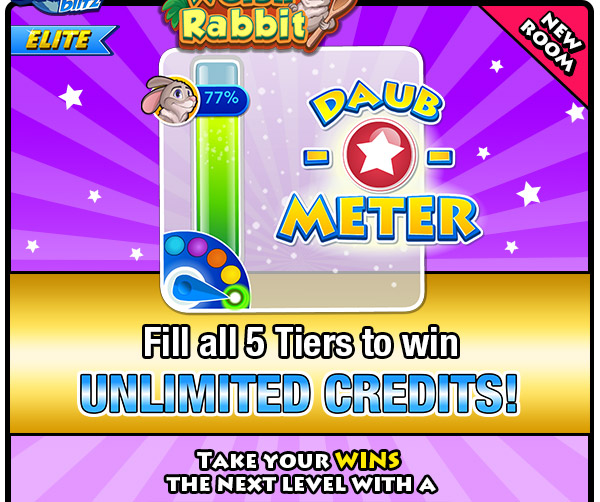 Blitz
ELITE
Rabbit
NEW
ROOM
77%
DAUB
METER
Fill all 5 Tiers to win
UNLIMITED CREDITS!
TAKE YOUR WINS
THE NEXT LEVEL WITH A